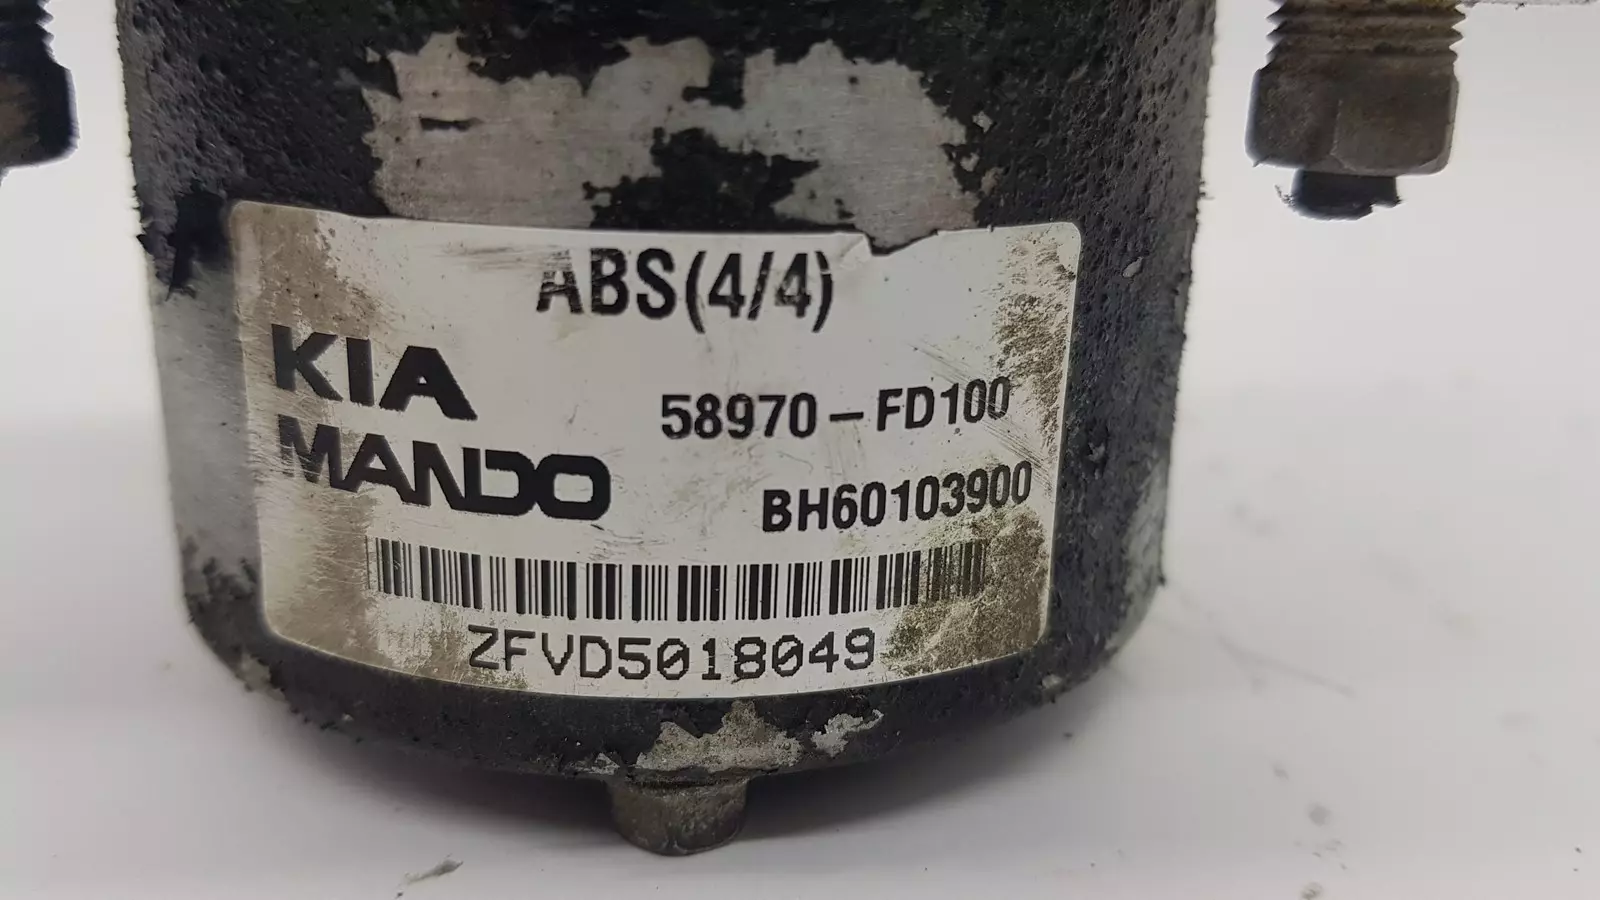 ABS(4/4)
KIA
58970-FD100
MANDO
BH60103900
ZFVD5018049